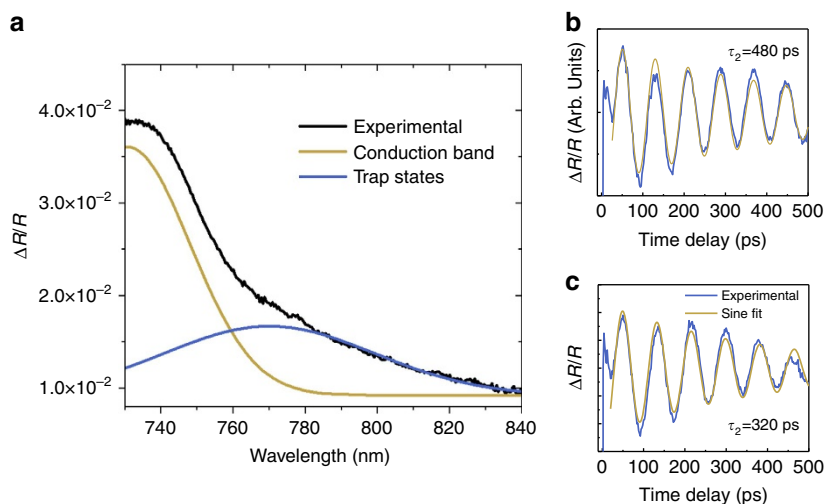 a
4.0×10⁻²
3.0×10⁻²
2.0×10⁻²
1.0×10⁻²
ΔR/R
Experimental
Conduction band
Trap states
740 760 780 800 820 840
Wavelength (nm)
b
τ₂=480 ps
ΔR/R (Arb. Units)
0 100 200 300 400 500
Time delay (ps)
c
Experimental
Sine fit
ΔR/R
τ₂=320 ps
0 100 200 300 400 500
Time delay (ps)